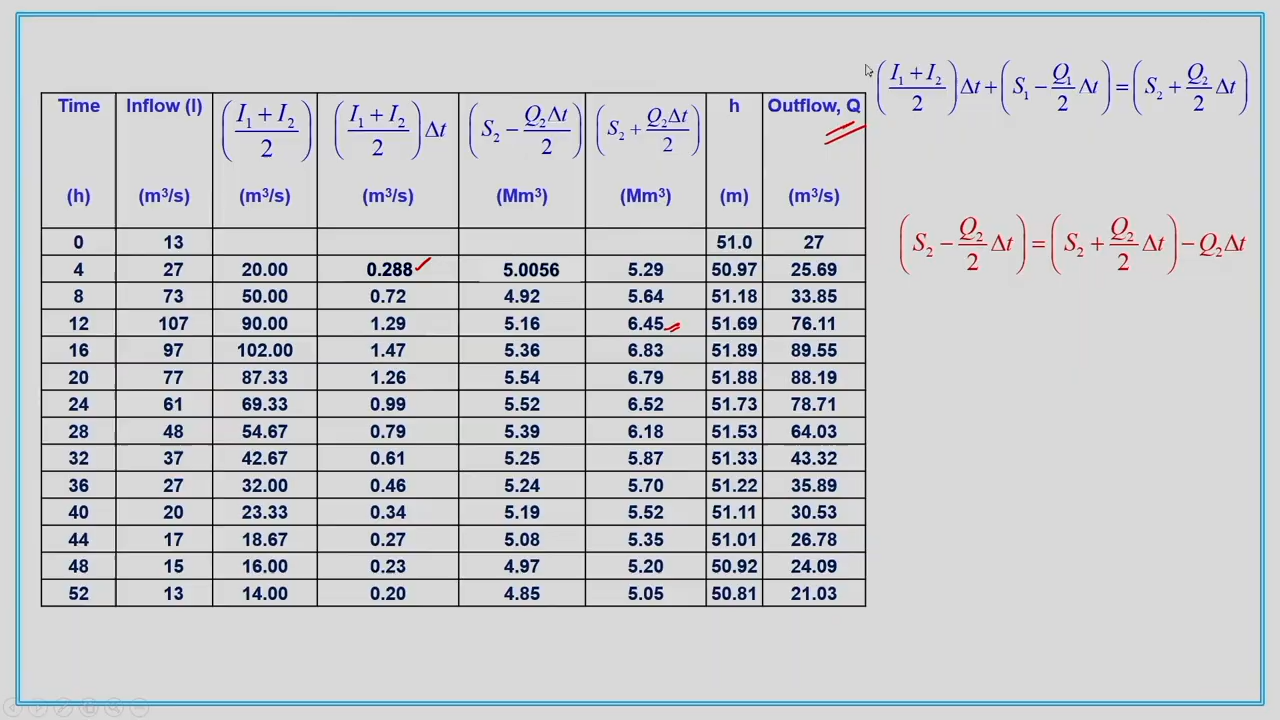 (I₁ + I₂ / 2) Δt + (S₁ − Q₁/2 Δt) = (S₂ + Q₂/2 Δt)
Time Inflow (I) (I₁ + I₂ / 2) (I₁ + I₂ / 2) Δt (S₂ − Q₂Δt / 2) (S₂ + Q₂Δt / 2) h Outflow, Q
(h) (m³/s) (m³/s) (m³/s) (Mm³) (Mm³) (m) (m³/s)
0 13 51.0 27
(S₂ − Q₂/2 Δt) = (S₂ + Q₂/2 Δt) − Q₂Δt
4 27 20.00 0.288 5.0056 5.29 50.97 25.69
8 73 50.00 0.72 4.92 5.64 51.18 33.85
12 107 90.00 1.29 5.16 6.45 51.69 76.11
16 97 102.00 1.47 5.36 6.83 51.89 89.55
20 77 87.33 1.26 5.54 6.79 51.88 88.19
24 61 69.33 0.99 5.52 6.52 51.73 78.71
28 48 54.67 0.79 5.39 6.18 51.53 64.03
32 37 42.67 0.61 5.25 5.87 51.33 43.32
36 27 32.00 0.46 5.24 5.70 51.22 35.89
40 20 23.33 0.34 5.19 5.52 51.11 30.53
44 17 18.67 0.27 5.08 5.35 51.01 26.78
48 15 16.00 0.23 4.97 5.20 50.92 24.09
52 13 14.00 0.20 4.85 5.05 50.81 21.03